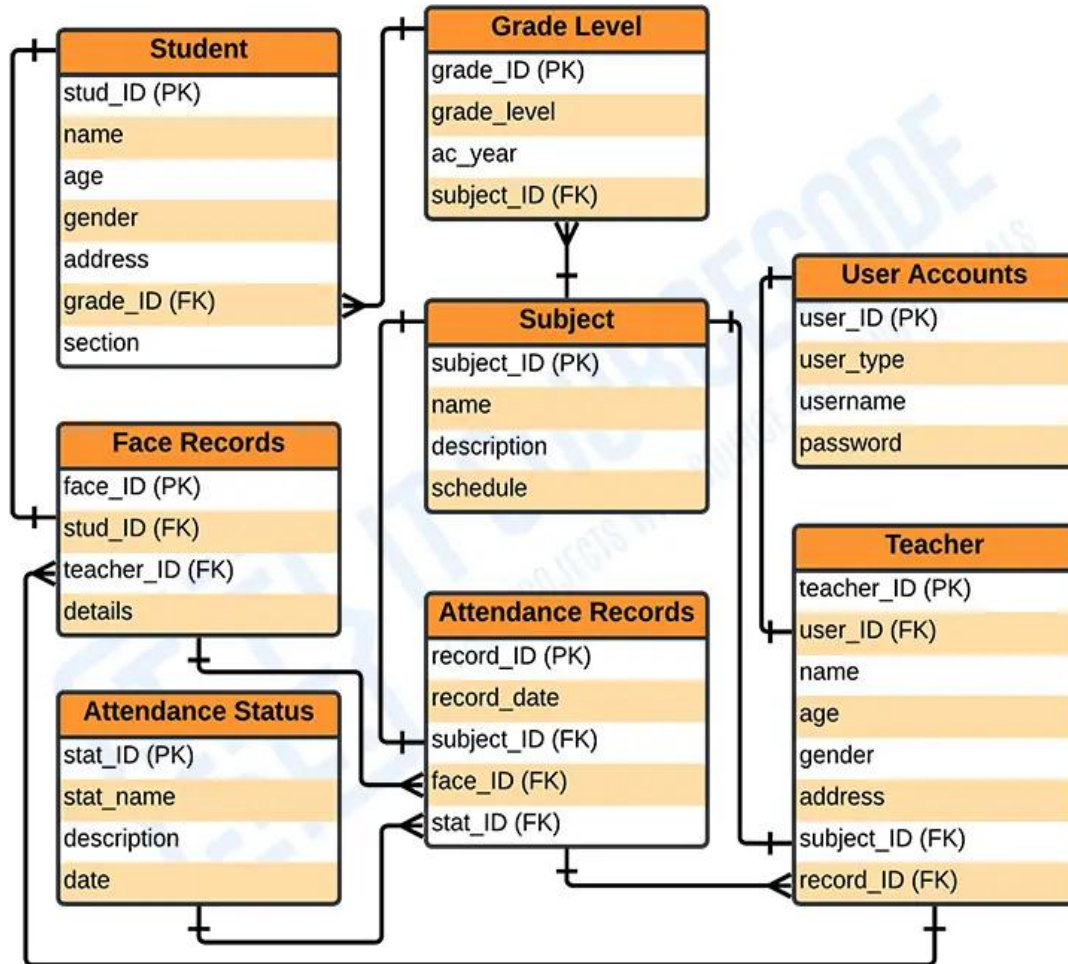 Student
stud_ID (PK)
name
age
gender
address
grade_ID (FK)
section
Grade Level
grade_ID (PK)
grade_level
ac_year
subject_ID (FK)
Subject
subject_ID (PK)
name
description
schedule
User Accounts
user_ID (PK)
user_type
username
password
Face Records
face_ID (PK)
stud_ID (FK)
teacher_ID (FK)
details
Attendance Status
stat_ID (PK)
stat_name
description
date
Attendance Records
record_ID (PK)
record_date
subject_ID (FK)
face_ID (FK)
stat_ID (FK)
Teacher
teacher_ID (PK)
user_ID (FK)
name
age
gender
address
subject_ID (FK)
record_ID (FK)